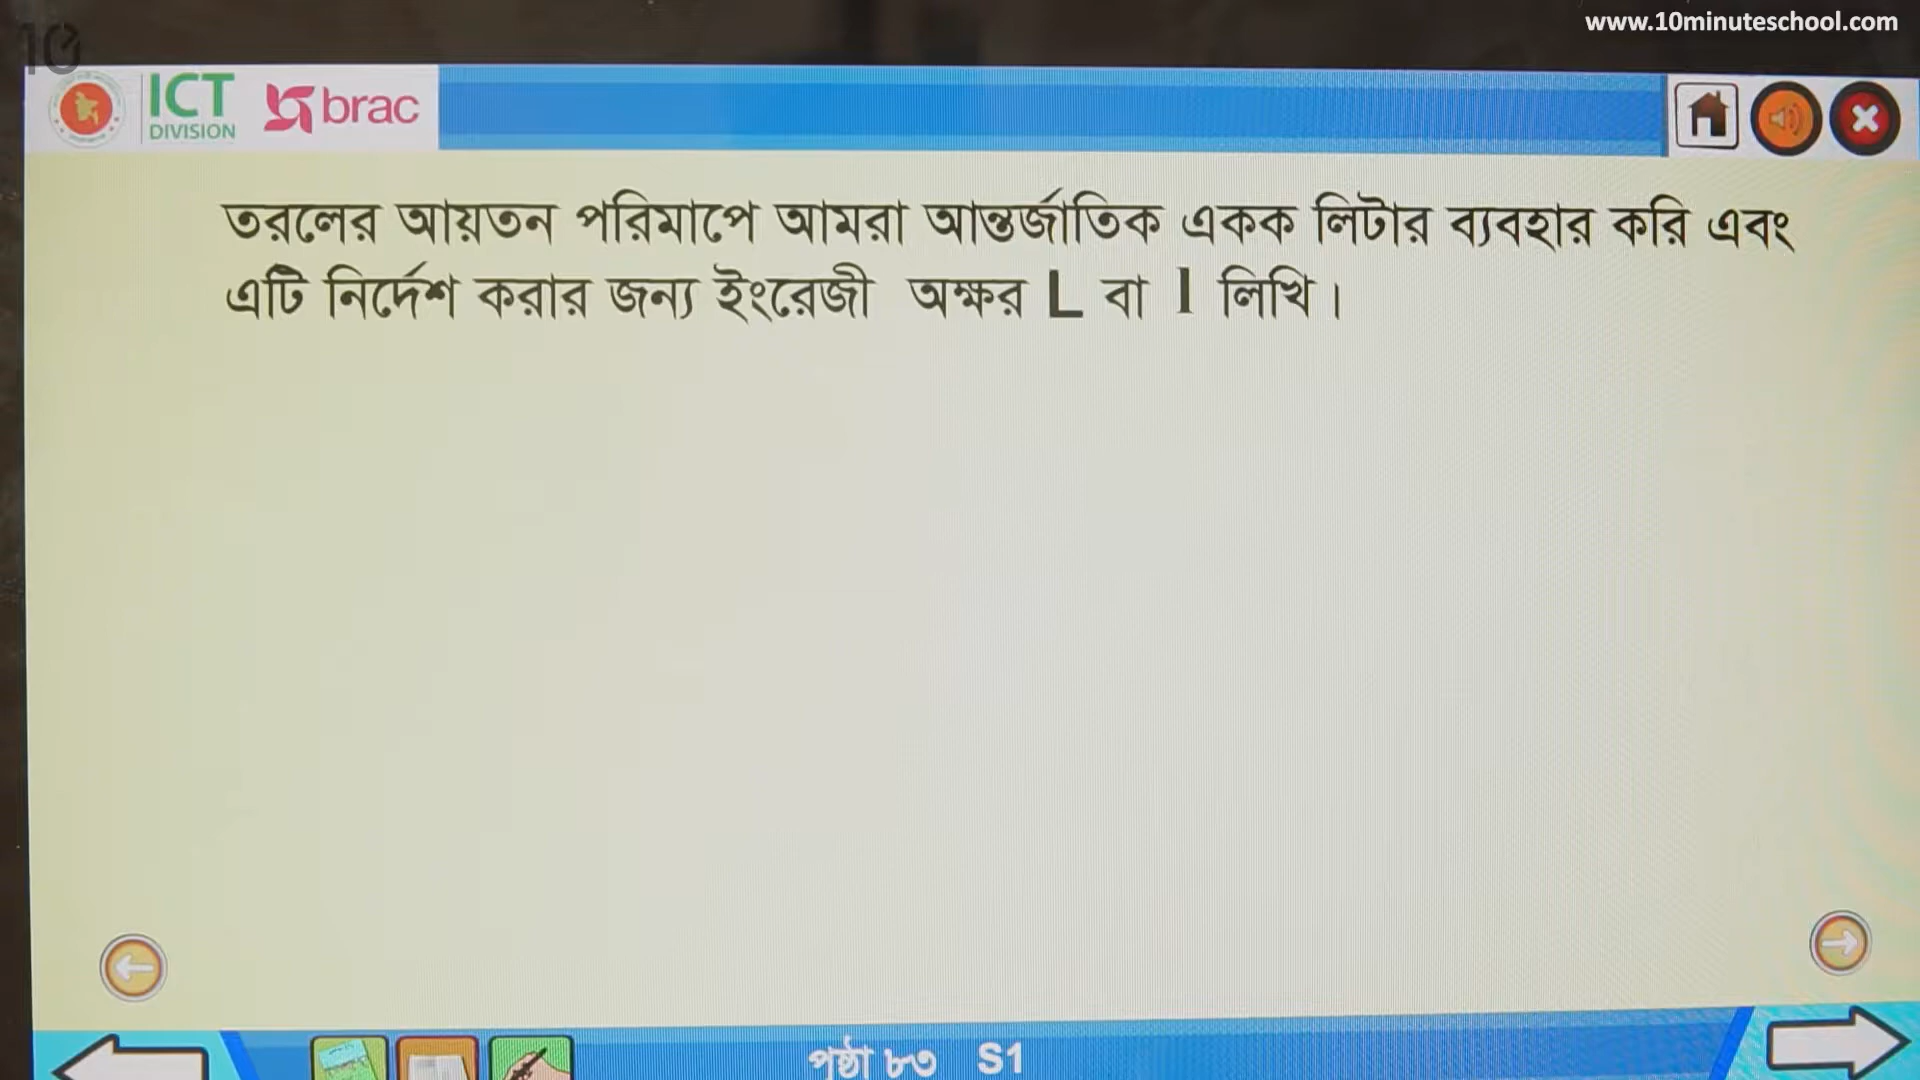 www.10minuteschool.com
10
ICT
DIVISION
brac
তরলের আয়তন পরিমাপে আমরা আন্তর্জাতিক একক লিটার ব্যবহার করি এবং
এটি নির্দেশ করার জন্য ইংরেজী অক্ষর L বা l লিখি।
পৃষ্ঠা ৮৩ S1